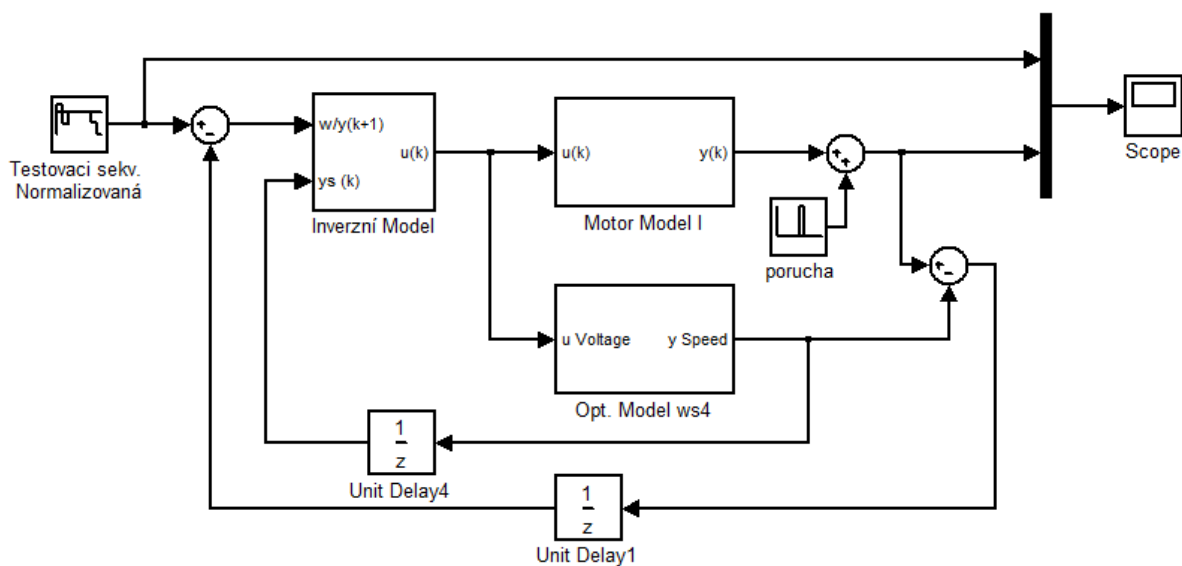 Testovaci sekv.
Normalizovaná
+
-
w/y(k+1)
u(k)
ys (k)
Inverzní Model
u(k)
y(k)
Motor Model I
+
+
porucha
Scope
+
-
u Voltage
y Speed
Opt. Model ws4
1
z
Unit Delay4
1
z
Unit Delay1